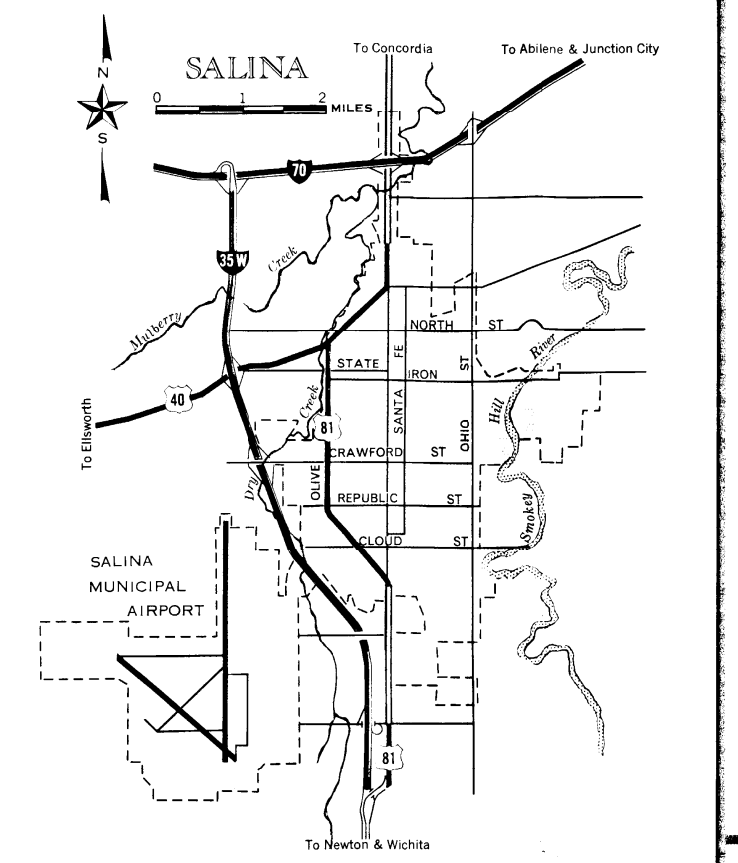 To Concordia
To Abilene & Junction City
N
SALINA
0 1 2 MILES
S
70
35W
Creek
Mulberry
NORTH ST
River
STATE
FE
ST
IRON
40
Creek
SANTA
Hill
To Ellsworth
81
OHIO
CRAWFORD ST
OLIVE
Dry
REPUBLIC ST
Smokey
CLOUD ST
SALINA
MUNICIPAL
AIRPORT
81
To Newton & Wichita